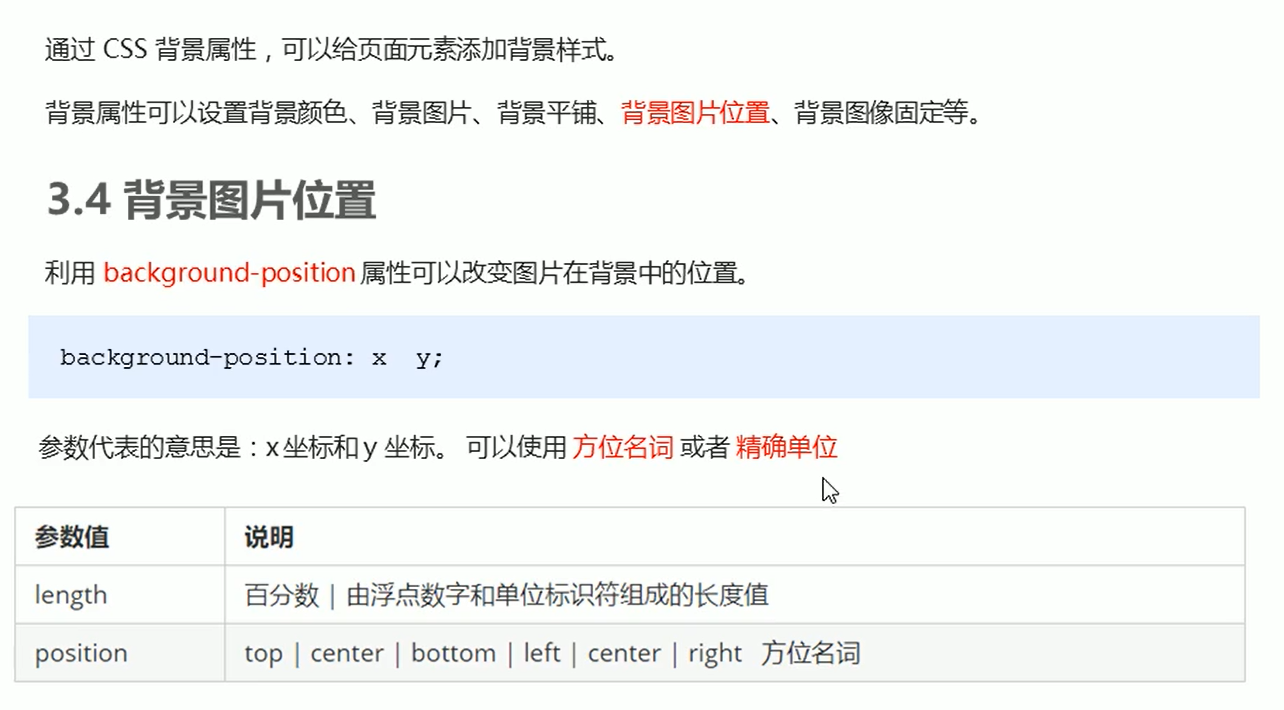 通过 CSS 背景属性，可以给页面元素添加背景样式。
背景属性可以设置背景颜色、背景图片、背景平铺、背景图片位置、背景图像固定等。
3.4 背景图片位置
利用 background-position 属性可以改变图片在背景中的位置。
background-position: x  y;
参数代表的意思是：x 坐标和 y 坐标。 可以使用 方位名词 或者 精确单位
参数值 说明
length 百分数 | 由浮点数字和单位标识符组成的长度值
position top | center | bottom | left | center | right 方位名词